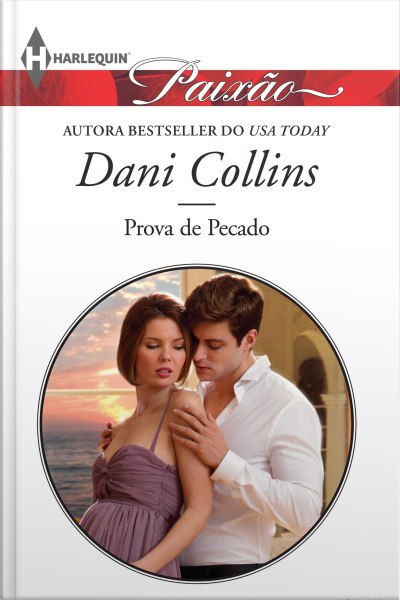 HARLEQUIN®
Paixão
AUTORA BESTSELLER DO USA TODAY
Dani Collins
Prova de Pecado